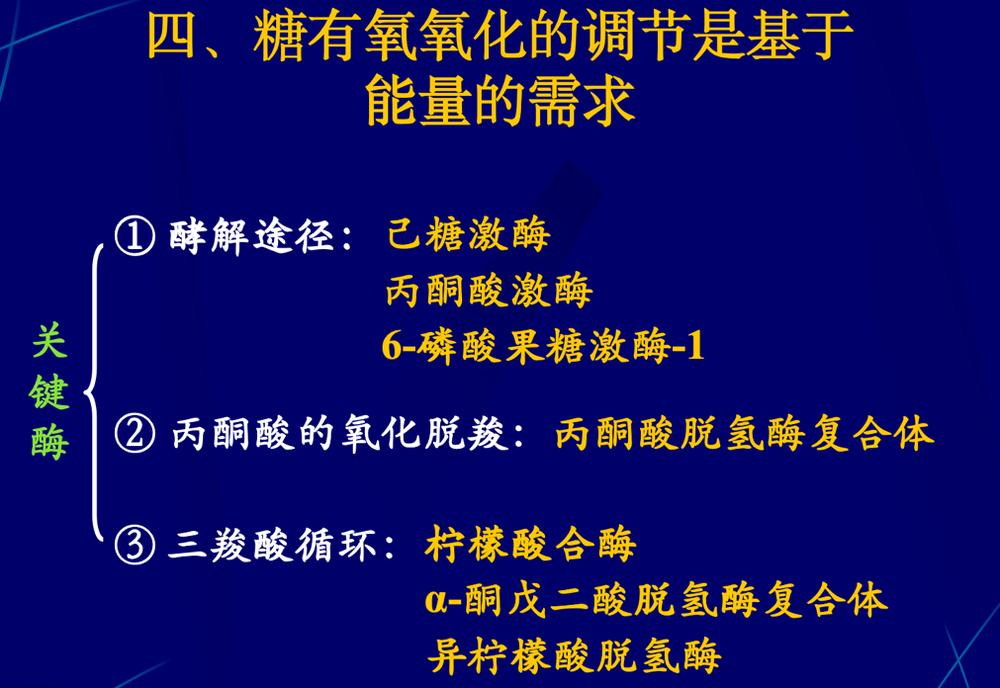 四、糖有氧氧化的调节是基于
能量的需求
关键酶
① 酵解途径： 己糖激酶
丙酮酸激酶
6-磷酸果糖激酶-1
② 丙酮酸的氧化脱羧： 丙酮酸脱氢酶复合体
③ 三羧酸循环： 柠檬酸合酶
α-酮戊二酸脱氢酶复合体
异柠檬酸脱氢酶